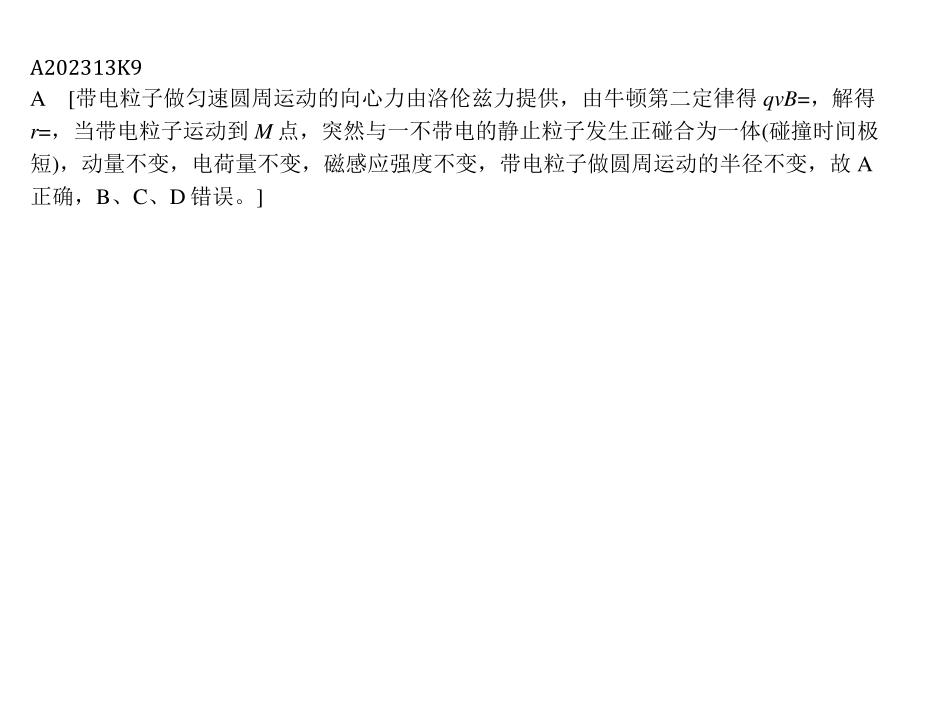 A202313K9
A [带电粒子做匀速圆周运动的向心力由洛伦兹力提供，由牛顿第二定律得 qvB=，解得
r=，当带电粒子运动到 M 点，突然与一不带电的静止粒子发生正碰合为一体(碰撞时间极
短)，动量不变，电荷量不变，磁感应强度不变，带电粒子做圆周运动的半径不变，故 A
正确，B、C、D 错误。]